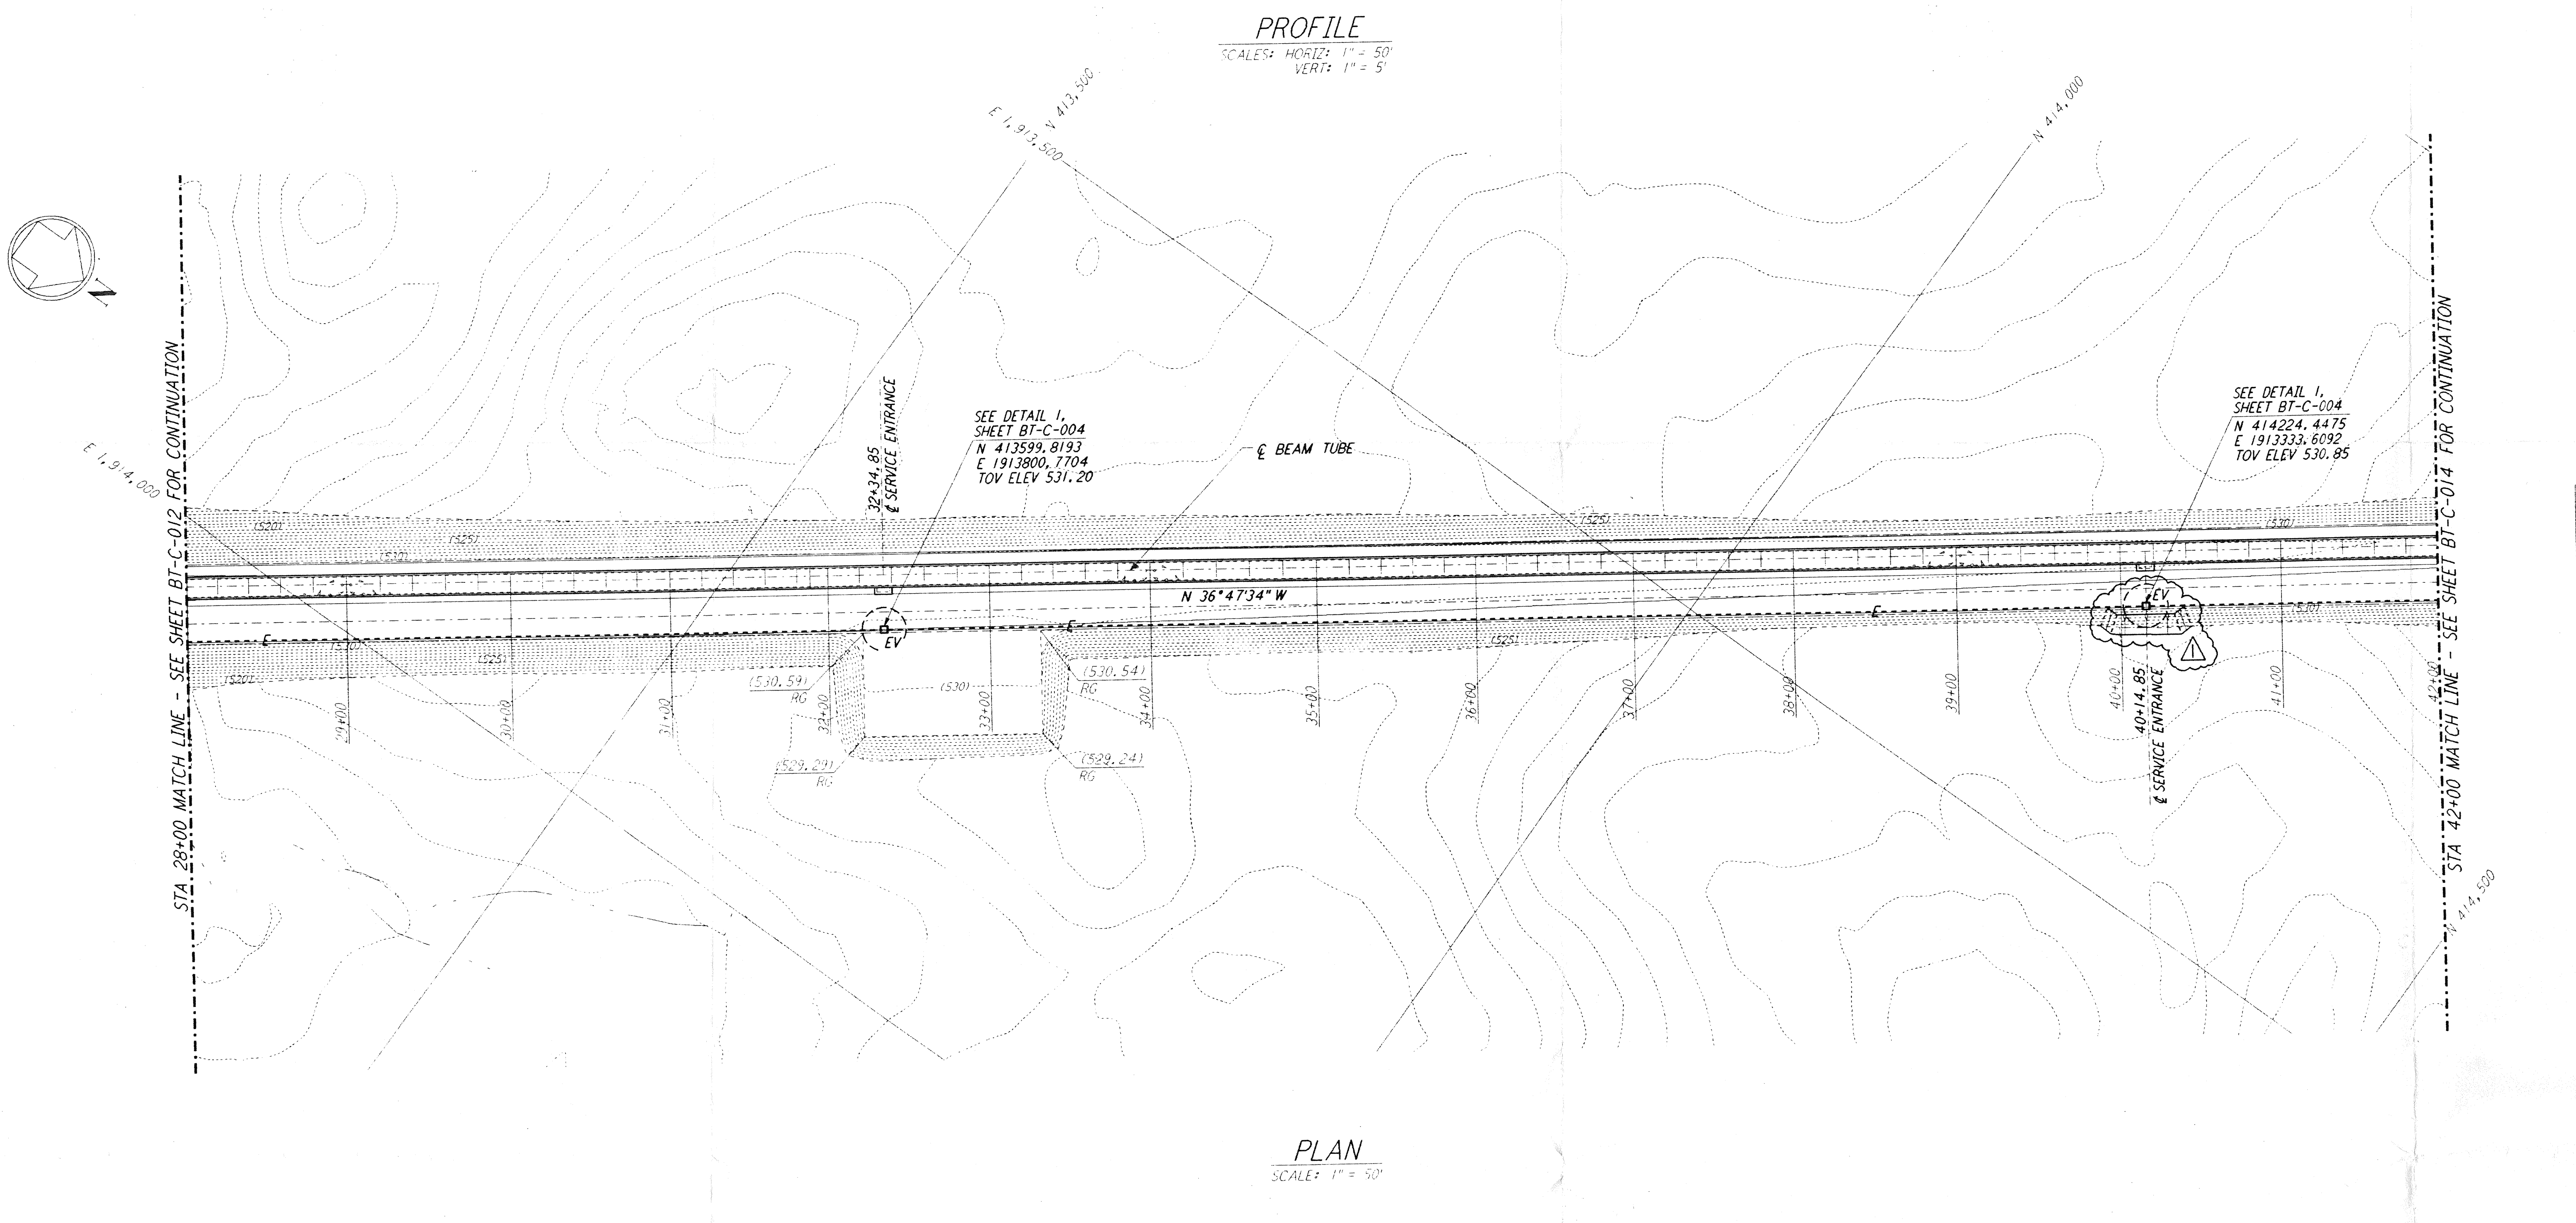 PROFILE
SCALES: HORIZ: 1" = 50'
VERT: 1" = 5'
N 413,500
E 1,913,500
N 414,000
N
E 1,914,000
STA 28+00 MATCH LINE - SEE SHEET BT-C-012 FOR CONTINUATION
32+34.85
℄ SERVICE ENTRANCE
SEE DETAIL 1,
SHEET BT-C-004
N 413599.8193
E 1913800.7704
TOV ELEV 531.20
℄ BEAM TUBE
SEE DETAIL 1,
SHEET BT-C-004
N 414224.4475
E 1913333.6092
TOV ELEV 530.85
STA 42+00 MATCH LINE - SEE SHEET BT-C-014 FOR CONTINUATION
(520)
(525)
(530)
(525)
(530)
N 36°47'34" W
E
(530)
(525)
(520)
EV
E
(525)
E
EV
1
(530)
(530.59)
RG
(530)
(530.54)
RG
(529.29)
RG
(529.24)
RG
29+00
30+00
31+00
32+00
33+00
34+00
35+00
36+00
37+00
38+00
39+00
40+00
40+14.85
℄ SERVICE ENTRANCE
41+00
42+00
N 414,500
PLAN
SCALE: 1" = 50'